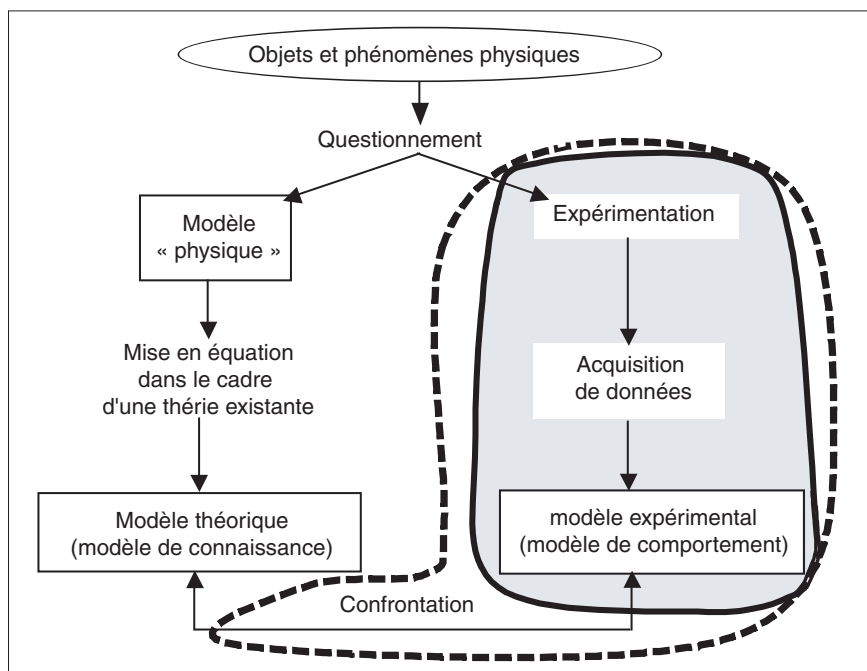 Objets et phénomènes physiques
Questionnement
Modèle
« physique »
Expérimentation
Mise en équation
dans le cadre
d'une thérie existante
Acquisition
de données
Modèle théorique
(modèle de connaissance)
modèle expérimental
(modèle de comportement)
Confrontation